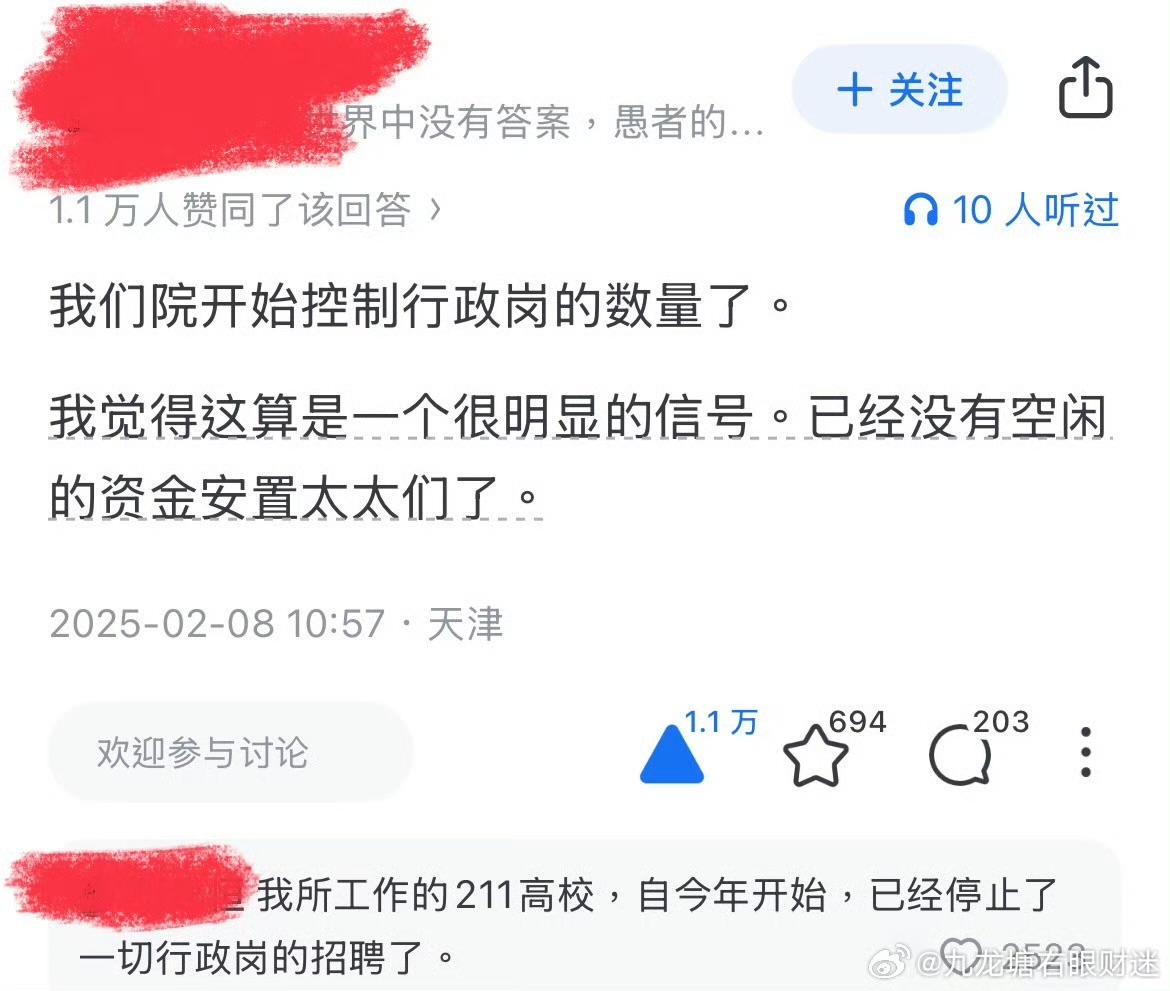 界中没有答案，愚者的...
+ 关注
1.1 万人赞同了该回答 ›
10 人听过
我们院开始控制行政岗的数量了。
我觉得这算是一个很明显的信号。已经没有空闲
的资金安置太太们了。
2025-02-08 10:57 · 天津
欢迎参与讨论
1.1 万
694
203
我所工作的211高校，自今年开始，已经停止了
一切行政岗的招聘了。
@九龙塘右眼财迷